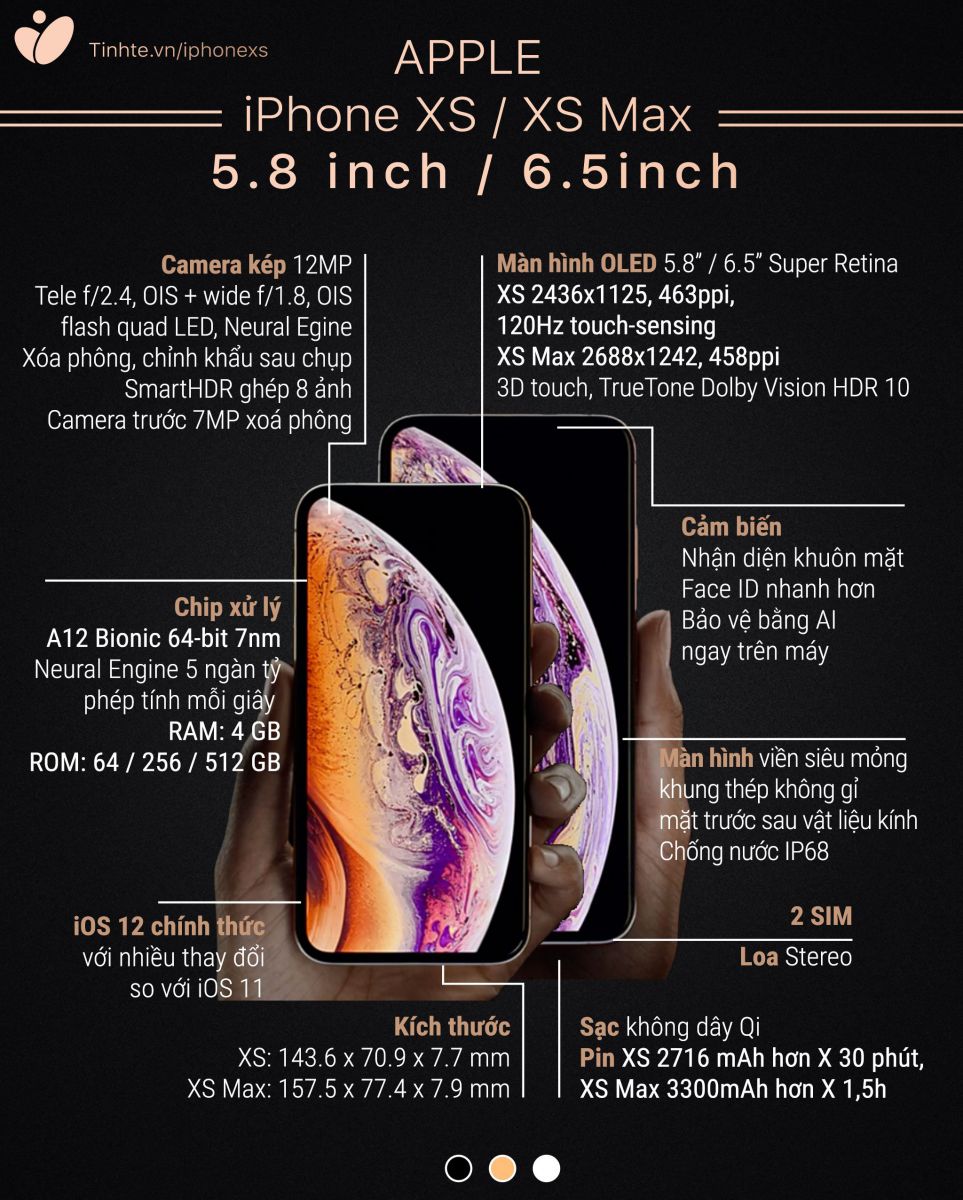 Tinhte.vn/iphonexs
APPLE
iPhone XS / XS Max
5.8 inch / 6.5inch
Camera kép 12MP
Tele f/2.4, OIS + wide f/1.8, OIS
flash quad LED, Neural Egine
Xóa phông, chỉnh khẩu sau chụp
SmartHDR ghép 8 ảnh
Camera trước 7MP xoá phông
Màn hình OLED 5.8” / 6.5” Super Retina
XS 2436x1125, 463ppi,
120Hz touch-sensing
XS Max 2688x1242, 458ppi
3D touch, TrueTone Dolby Vision HDR 10
Cảm biến
Nhận diện khuôn mặt
Face ID nhanh hơn
Bảo vệ bằng AI
ngay trên máy
Chip xử lý
A12 Bionic 64-bit 7nm
Neural Engine 5 ngàn tỷ
phép tính mỗi giây
RAM: 4 GB
ROM: 64 / 256 / 512 GB
Màn hình viền siêu mỏng
khung thép không gỉ
mặt trước sau vật liệu kính
Chống nước IP68
iOS 12 chính thức
với nhiều thay đổi
so với iOS 11
2 SIM
Loa Stereo
Kích thước
XS: 143.6 x 70.9 x 7.7 mm
XS Max: 157.5 x 77.4 x 7.9 mm
Sạc không dây Qi
Pin XS 2716 mAh hơn X 30 phút,
XS Max 3300mAh hơn X 1,5h